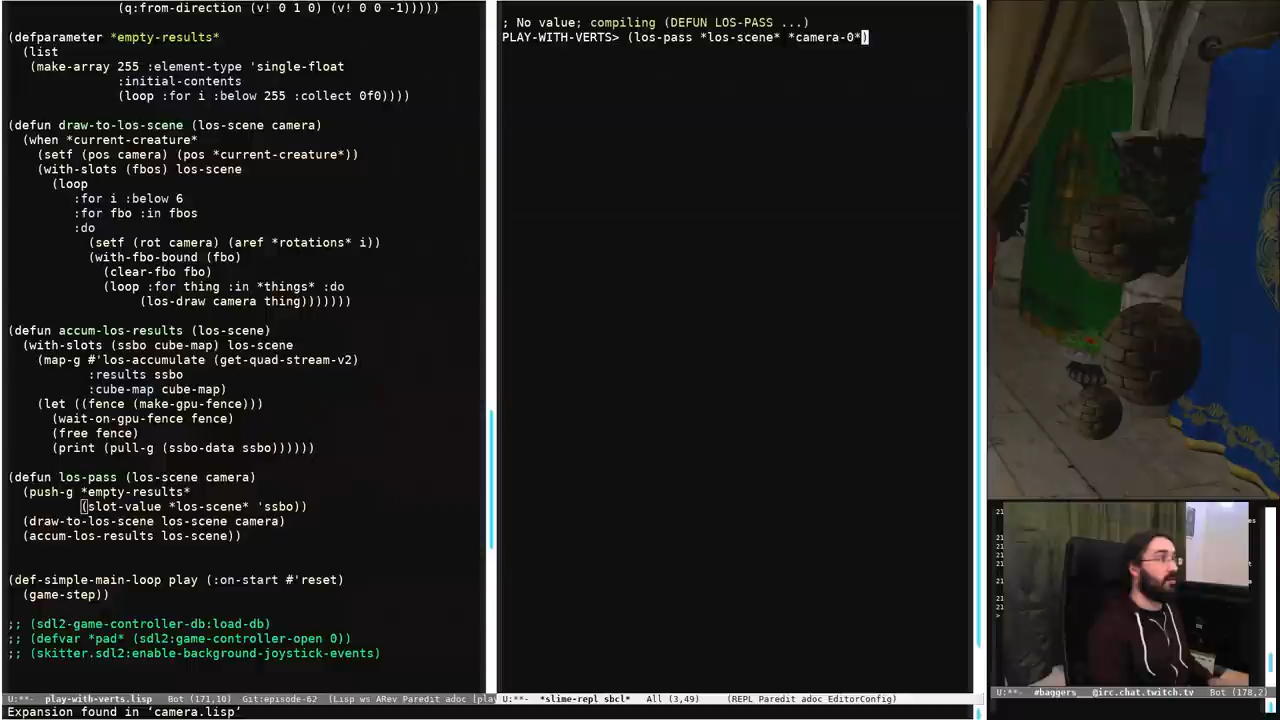 (q:from-direction (v! 0 1 0) (v! 0 0 -1)))))
(defparameter *empty-results*
(list
(make-array 255 :element-type 'single-float
:initial-contents
(loop :for i :below 255 :collect 0f0))))
(defun draw-to-los-scene (los-scene camera)
(when *current-creature*
(setf (pos camera) (pos *current-creature*))
(with-slots (fbos) los-scene
(loop
:for i :below 6
:for fbo :in fbos
:do
(setf (rot camera) (aref *rotations* i))
(with-fbo-bound (fbo)
(clear-fbo fbo)
(loop :for thing :in *things* :do
(los-draw camera thing)))))))
(defun accum-los-results (los-scene)
(with-slots (ssbo cube-map) los-scene
(map-g #'los-accumulate (get-quad-stream-v2)
:results ssbo
:cube-map cube-map)
(let ((fence (make-gpu-fence)))
(wait-on-gpu-fence fence)
(free fence)
(print (pull-g (ssbo-data ssbo))))))
(defun los-pass (los-scene camera)
(push-g *empty-results*
(slot-value *los-scene* 'ssbo))
(draw-to-los-scene los-scene camera)
(accum-los-results los-scene))
(def-simple-main-loop play (:on-start #'reset)
(game-step))
;; (sdl2-game-controller-db:load-db)
;; (defvar *pad* (sdl2:game-controller-open 0))
;; (skitter.sdl2:enable-background-joystick-events)
U:**- play-with-verts.lisp Bot (171,10) Git:episode-62 (Lisp ws ARev Paredit adoc [play
Expansion found in ‘camera.lisp’
; No value; compiling (DEFUN LOS-PASS ...)
PLAY-WITH-VERTS> (los-pass *los-scene* *camera-0*)
U:**- *slime-repl sbcl* All (3,49) (REPL Paredit adoc EditorConfig)
U:**- #baggers @irc.chat.twitch.tv Bot (178,2)